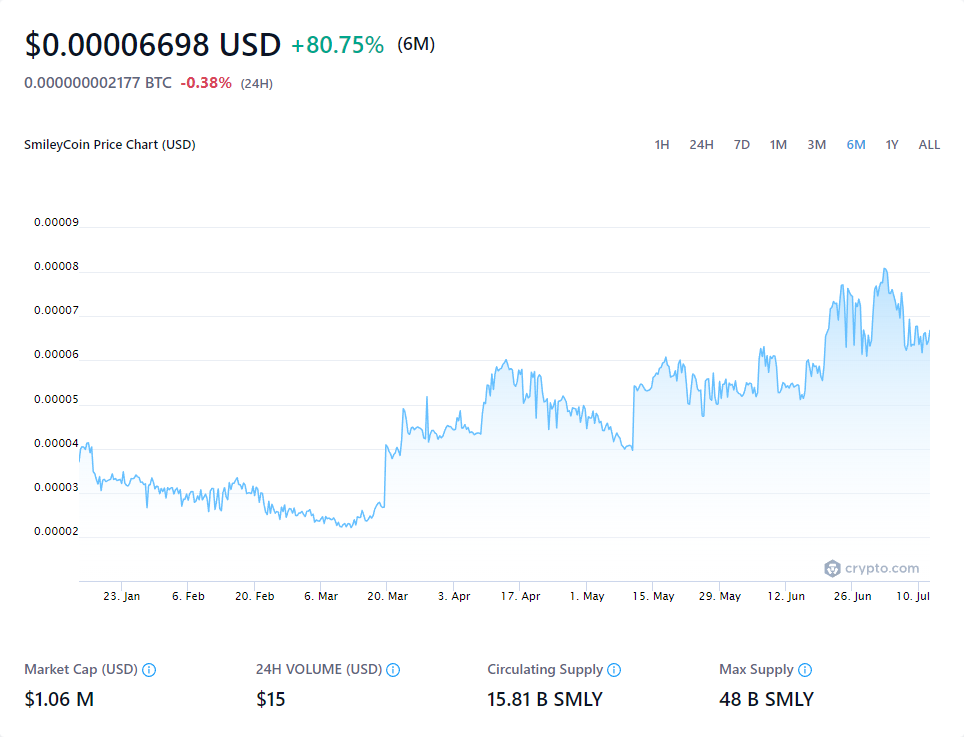 $0.00006698 USD +80.75% (6M)
0.000000002177 BTC -0.38% (24H)
SmileyCoin Price Chart (USD) 1H 24H 7D 1M 3M 6M 1Y ALL
0.00009
0.00008
0.00007
0.00006
0.00005
0.00004
0.00003
0.00002
crypto.com
23. Jan 6. Feb 20. Feb 6. Mar 20. Mar 3. Apr 17. Apr 1. May 15. May 29. May 12. Jun 26. Jun 10. Jul
Market Cap (USD) 24H VOLUME (USD) Circulating Supply Max Supply
$1.06 M $15 15.81 B SMLY 48 B SMLY